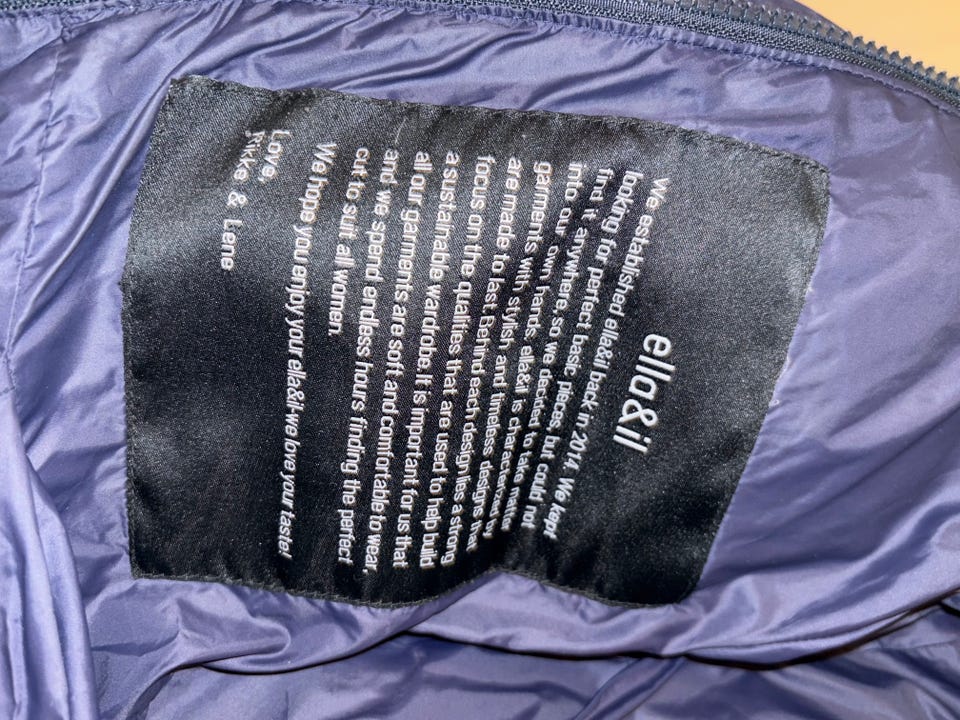 ella&il
We established ella&il back in 2014. We kept
looking for perfect basic pieces, but could not
find it anywhere, so we decided to take matter
into our own hands. ella&il is characterized by
garments with stylish and timeless designs that
are made to last. Behind each design lies a strong
focus on the qualities that are used to help build
a sustainable wardrobe. It is important for us that
all our garments are soft and comfortable to wear,
and we spend endless hours finding the perfect
cut to suit all women.
We hope you enjoy your ella&il-we love your taste!
Love,
Rikke & Lene